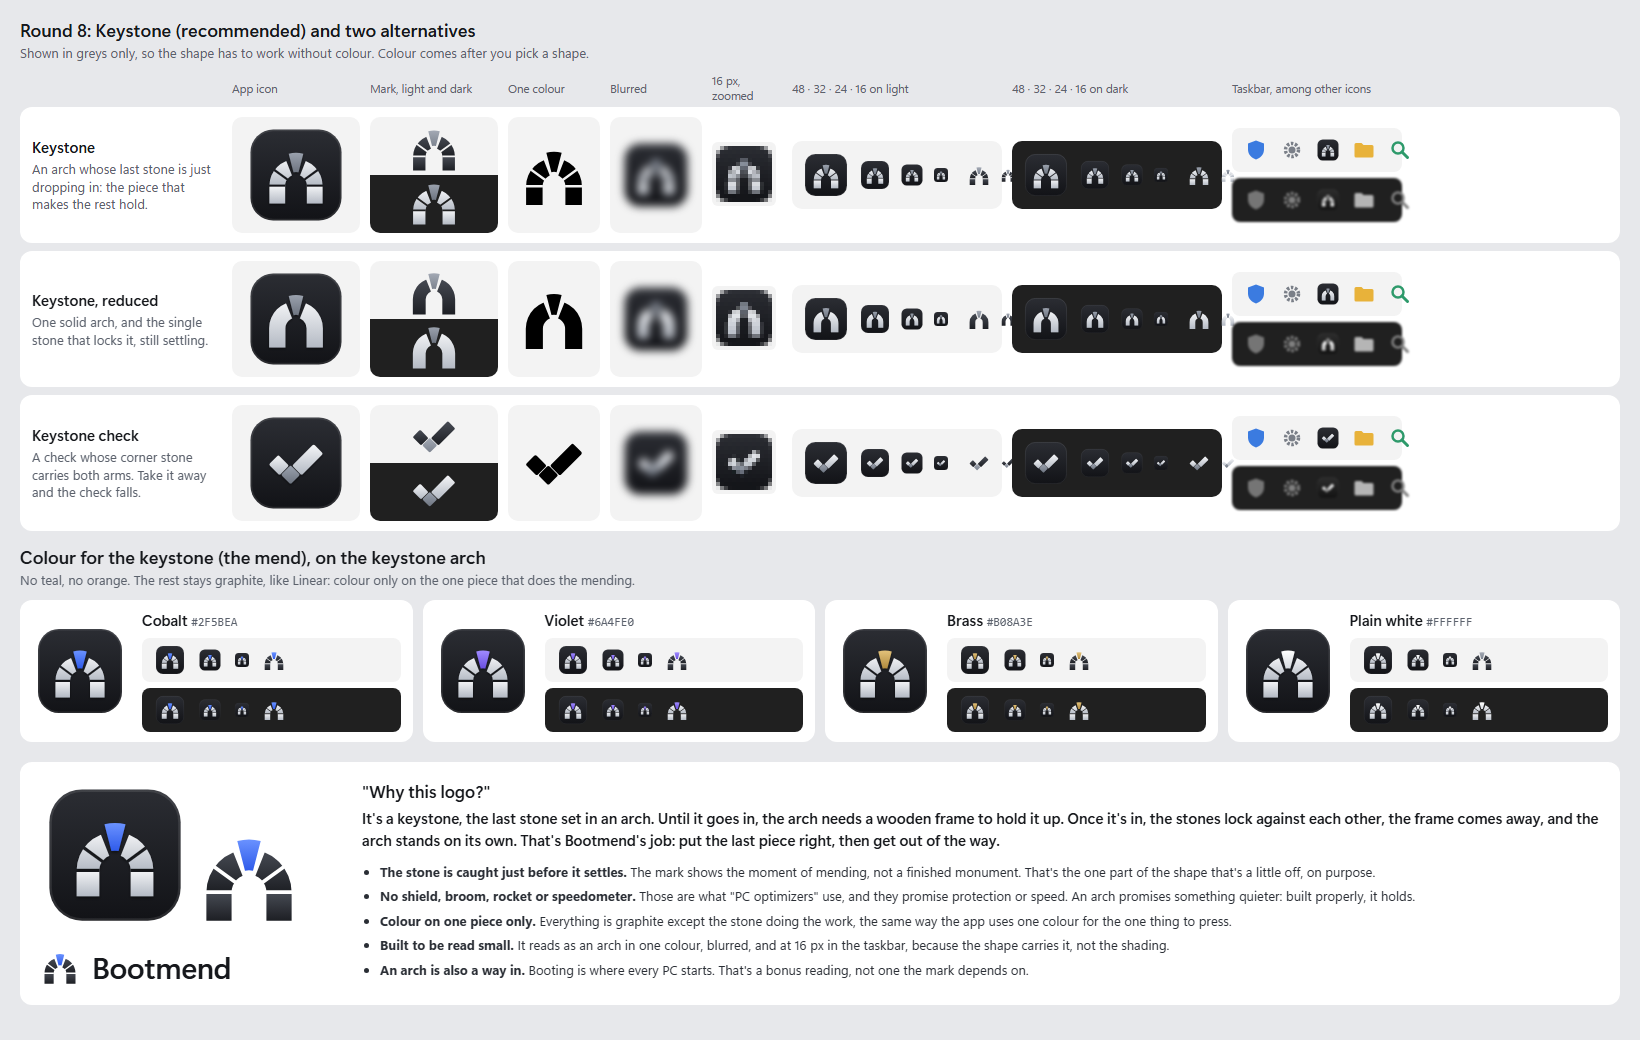 Round 8: Keystone (recommended) and two alternatives
Shown in greys only, so the shape has to work without colour. Colour comes after you pick a shape.
App icon
Mark, light and dark
One colour
Blurred
16 px,
zoomed
48 · 32 · 24 · 16 on light
48 · 32 · 24 · 16 on dark
Taskbar, among other icons
Keystone
An arch whose last stone is just
dropping in: the piece that
makes the rest hold.
Keystone, reduced
One solid arch, and the single
stone that locks it, still settling.
Keystone check
A check whose corner stone
carries both arms. Take it away
and the check falls.
Colour for the keystone (the mend), on the keystone arch
No teal, no orange. The rest stays graphite, like Linear: colour only on the one piece that does the mending.
Cobalt #2F5BEA
Violet #6A4FE0
Brass #B08A3E
Plain white #FFFFFF
"Why this logo?"
It's a keystone, the last stone set in an arch. Until it goes in, the arch needs a wooden frame to hold it up. Once it's in, the stones lock against each other, the frame comes away, and the
arch stands on its own. That's Bootmend's job: put the last piece right, then get out of the way.
• The stone is caught just before it settles. The mark shows the moment of mending, not a finished monument. That's the one part of the shape that's a little off, on purpose.
• No shield, broom, rocket or speedometer. Those are what "PC optimizers" use, and they promise protection or speed. An arch promises something quieter: built properly, it holds.
• Colour on one piece only. Everything is graphite except the stone doing the work, the same way the app uses one colour for the one thing to press.
• Built to be read small. It reads as an arch in one colour, blurred, and at 16 px in the taskbar, because the shape carries it, not the shading.
• An arch is also a way in. Booting is where every PC starts. That's a bonus reading, not one the mark depends on.
Bootmend